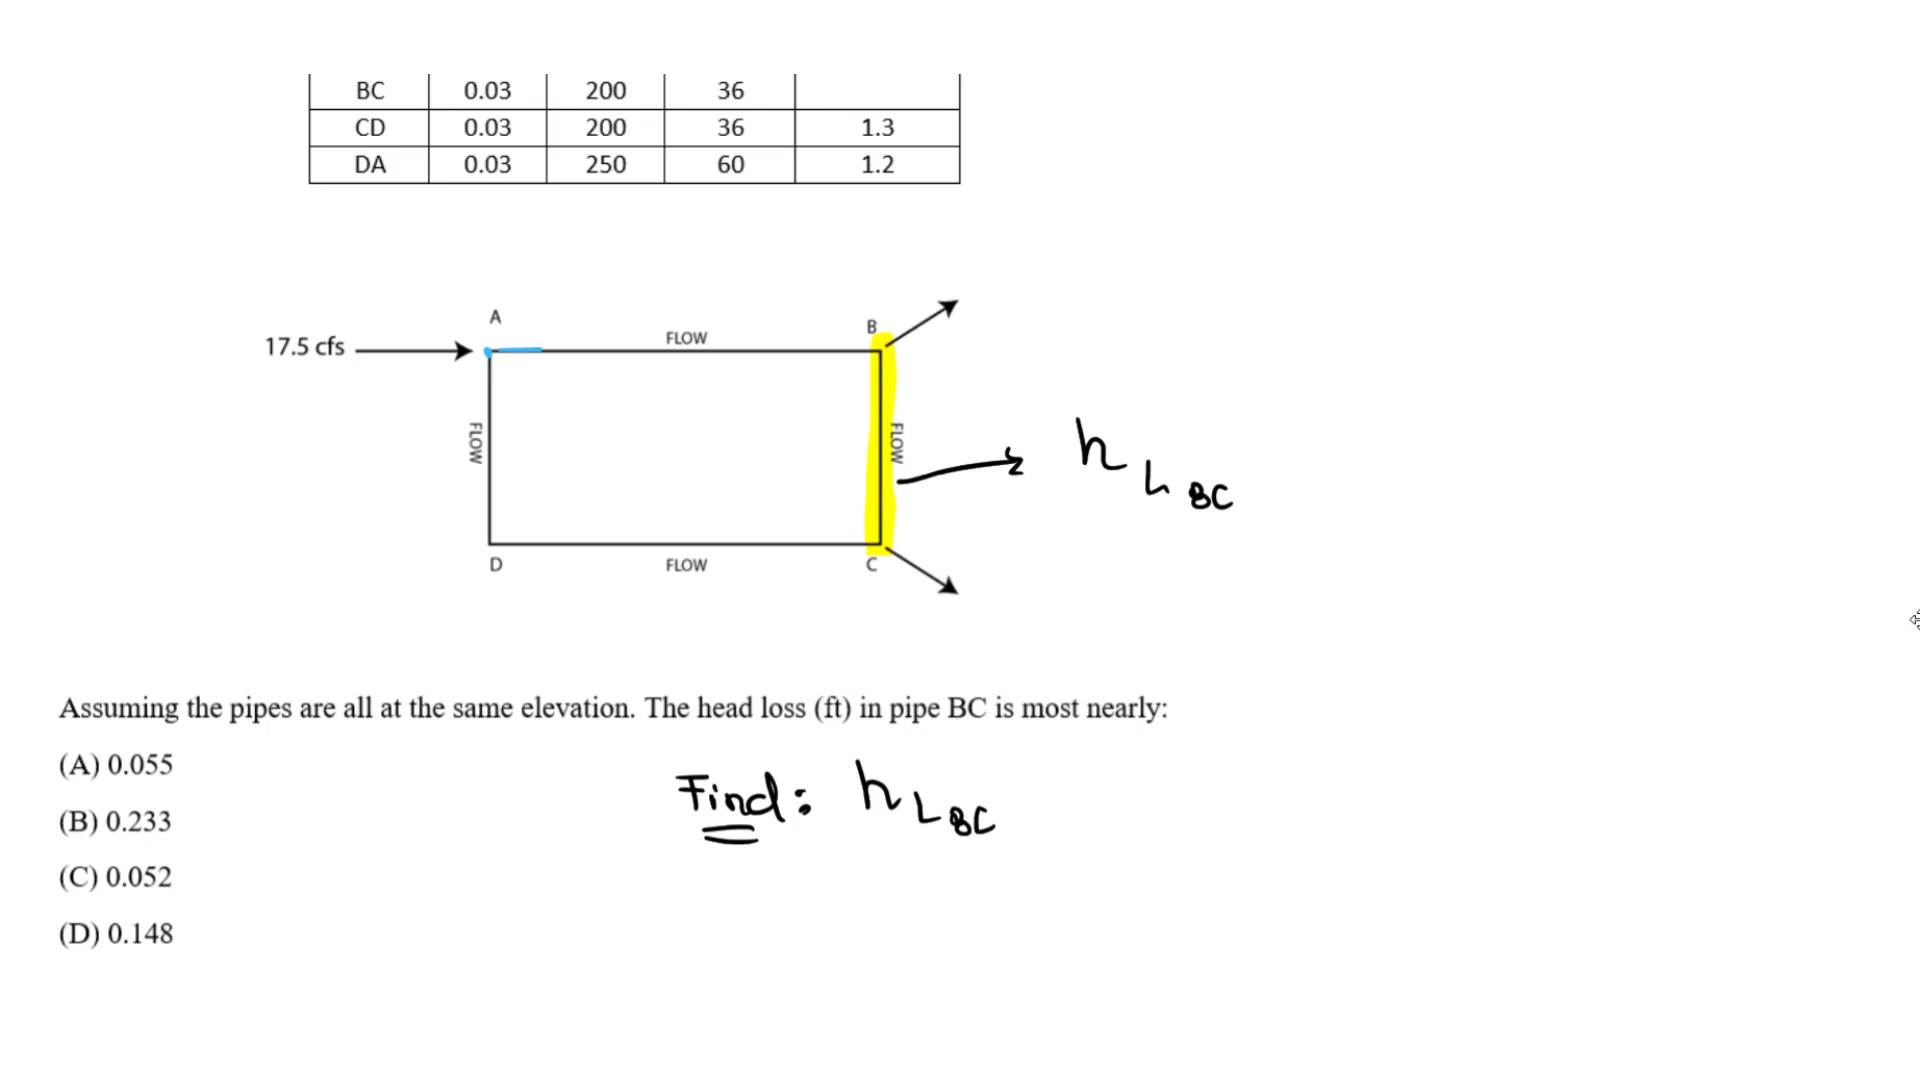 BC 0.03 200 36
CD 0.03 200 36 1.3
DA 0.03 250 60 1.2
A
B
17.5 cfs
FLOW
FLOW
FLOW
h L BC
D
FLOW
C
Assuming the pipes are all at the same elevation. The head loss (ft) in pipe BC is most nearly:
(A) 0.055
(B) 0.233
(C) 0.052
(D) 0.148
Find: h L BC